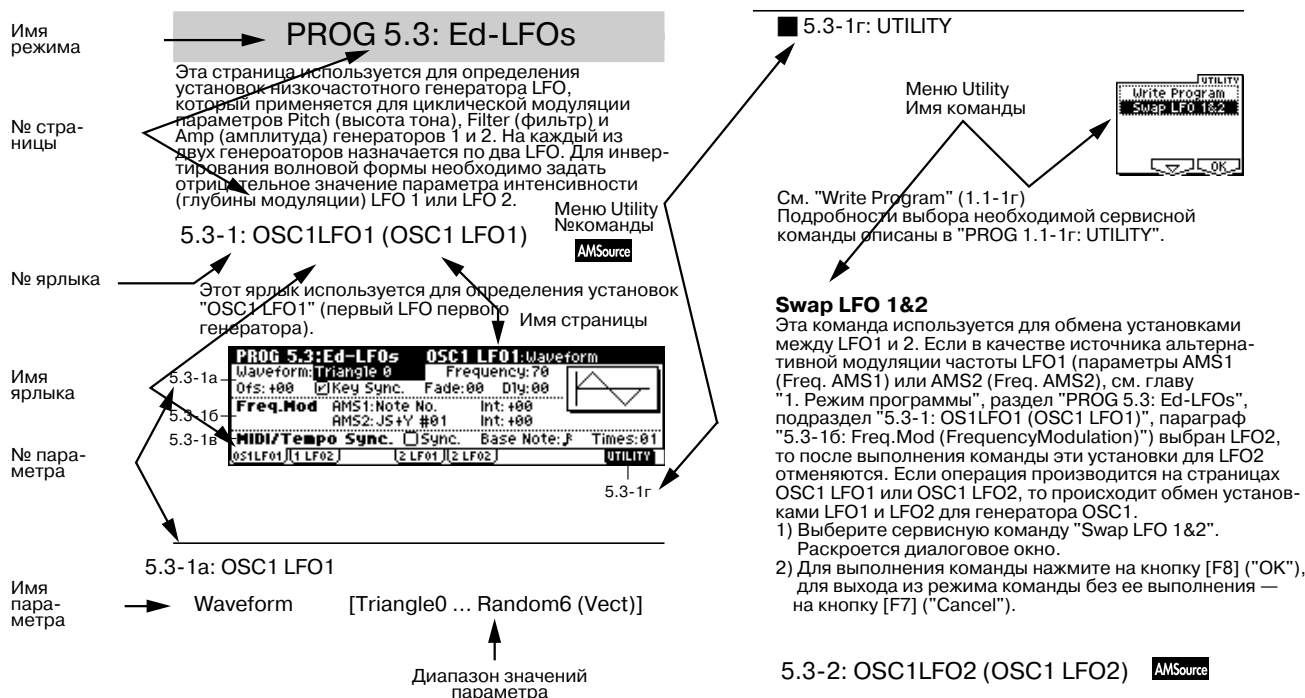 Имя
режима
PROG 5.3: Ed-LFOs
Эта страница используется для определения
установок низкочастотного генератора LFO,
который применяется для циклической модуляции
параметров Pitch (высота тона), Filter (фильтр) и
Amp (амплитуда) генераторов 1 и 2. На каждый из
двух генероаторов назначается по два LFO. Для инвер-
тирования волновой формы необходимо задать
отрицательное значение параметра интенсивности
(глубины модуляции) LFO 1 или LFO 2.
№ стра-
ницы
Меню Utility
№команды
5.3-1: OSC1LFO1 (OSC1 LFO1)
AMSource
№ ярлыка
Этот ярлык используется для определения установок
"OSC1 LFO1" (первый LFO первого
генератора).
Имя страницы
Имя
ярлыка
№ пара-
метра
5.3-1а
5.3-1б
5.3-1в
PROG 5.3:Ed-LFOs OSC1 LFO1:Waveform
Waveform:Triangle 0 Frequency:70
Ofs:+00 Key Sync. Fade:00 Dly:00
Freq.Mod AMS1:Note No. Int:+00
AMS2:JS+Y #01 Int:+00
MIDI/Tempo Sync. Sync. Base Note: Times:01
OS1LFO1 1 LFO2 2 LFO1 2 LFO2 UTILITY
5.3-1г
5.3-1а: OSC1 LFO1
Имя
пара-
метра
Waveform [Triangle0 ... Random6 (Vect)]
Диапазон значений
параметра
■ 5.3-1г: UTILITY
Меню Utility
Имя команды
UTILITY
Write Program
Swap LFO 1&2
OK
См. "Write Program" (1.1-1г)
Подробности выбора необходимой сервисной
команды описаны в "PROG 1.1-1г: UTILITY".
Swap LFO 1&2
Эта команда используется для обмена установками
между LFO1 и 2. Если в качестве источника альтерна-
тивной модуляции частоты LFO1 (параметры AMS1
(Freq. AMS1) или AMS2 (Freq. AMS2), см. главу
"1. Режим программы", раздел "PROG 5.3: Ed-LFOs",
подраздел "5.3-1: OS1LFO1 (OSC1 LFO1)", параграф
"5.3-1б: Freq.Mod (FrequencyModulation)") выбран LFO2,
то после выполнения команды эти установки для LFO2
отменяются. Если операция производится на страницах
OSC1 LFO1 или OSC1 LFO2, то происходит обмен установ-
ками LFO1 и LFO2 для генератора OSC1.
1) Выберите сервисную команду "Swap LFO 1&2".
Раскроется диалоговое окно.
2) Для выполнения команды нажмите на кнопку [F8] ("OK"),
для выхода из режима команды без ее выполнения —
на кнопку [F7] ("Cancel").
5.3-2: OSC1LFO2 (OSC1 LFO2)
AMSource